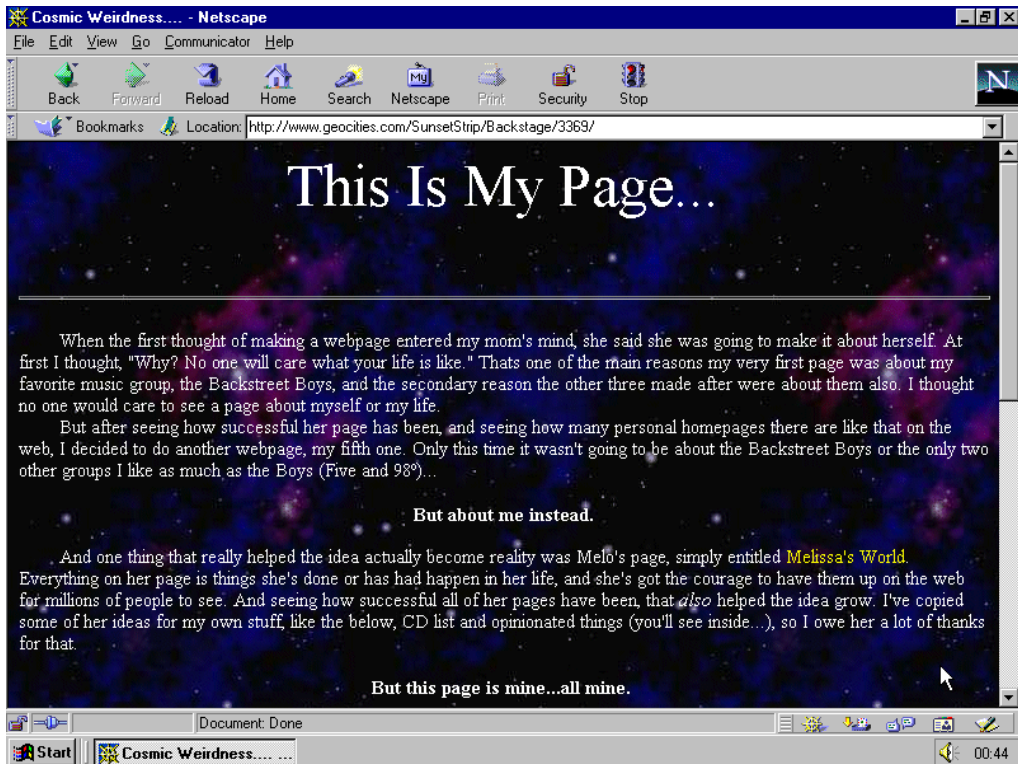 Cosmic Weirdness.... - Netscape
File Edit View Go Communicator Help
My
N
Back Forward Reload Home Search Netscape Print Security Stop
Bookmarks Location: http://www.geocities.com/SunsetStrip/Backstage/3369/
This Is My Page...
When the first thought of making a webpage entered my mom's mind, she said she was going to make it about herself. At
first I thought, "Why? No one will care what your life is like." Thats one of the main reasons my very first page was about my
favorite music group, the Backstreet Boys, and the secondary reason the other three made after were about them also. I thought
no one would care to see a page about myself or my life.
But after seeing how successful her page has been, and seeing how many personal homepages there are like that on the
web, I decided to do another webpage, my fifth one. Only this time it wasn't going to be about the Backstreet Boys or the only two
other groups I like as much as the Boys (Five and 98º)...
But about me instead.
And one thing that really helped the idea actually become reality was Melo's page, simply entitled Melissa's World.
Everything on her page is things she's done or has had happen in her life, and she's got the courage to have them up on the web
for millions of people to see. And seeing how successful all of her pages have been, that also helped the idea grow. I've copied
some of her ideas for my own stuff, like the below, CD list and opinionated things (you'll see inside...), so I owe her a lot of thanks
for that.
But this page is mine...all mine.
Document: Done
Start Cosmic Weirdness.... ... 00:44